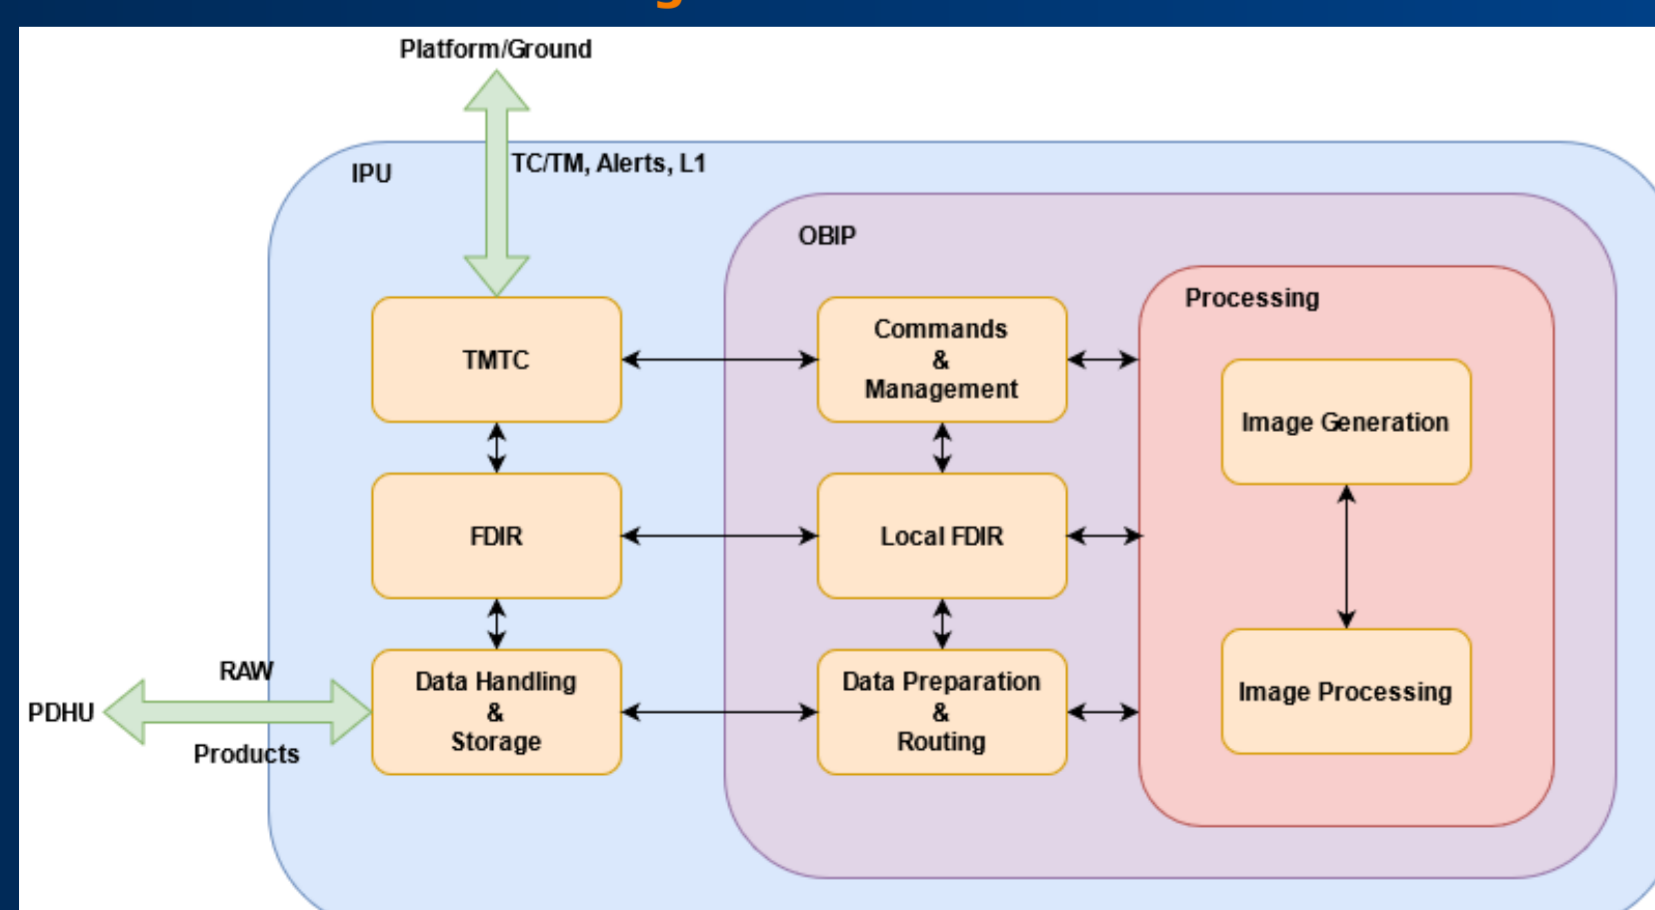 Platform/Ground
IPU
TC/TM, Alerts, L1
OBIP
Processing
TMTC
Commands
&
Management
Image Generation
FDIR
Local FDIR
RAW
PDHU
Products
Data Handling
&
Storage
Data Preparation
&
Routing
Image Processing